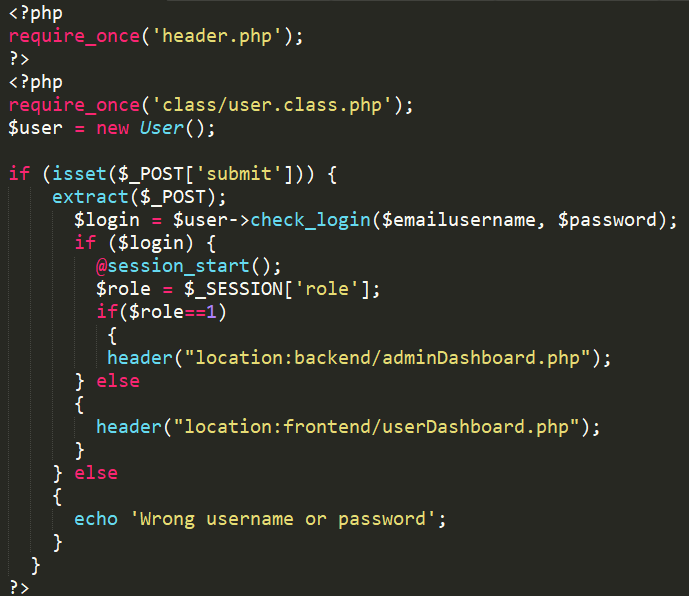 <?php
require_once('header.php');
?>
<?php
require_once('class/user.class.php');
$user = new User();
if (isset($_POST['submit'])) {
extract($_POST);
$login = $user->check_login($emailusername, $password);
if ($login) {
@session_start();
$role = $_SESSION['role'];
if($role==1)
{
header("location:backend/adminDashboard.php");
} else
{
header("location:frontend/userDashboard.php");
}
} else
{
echo 'Wrong username or password';
}
}
?>